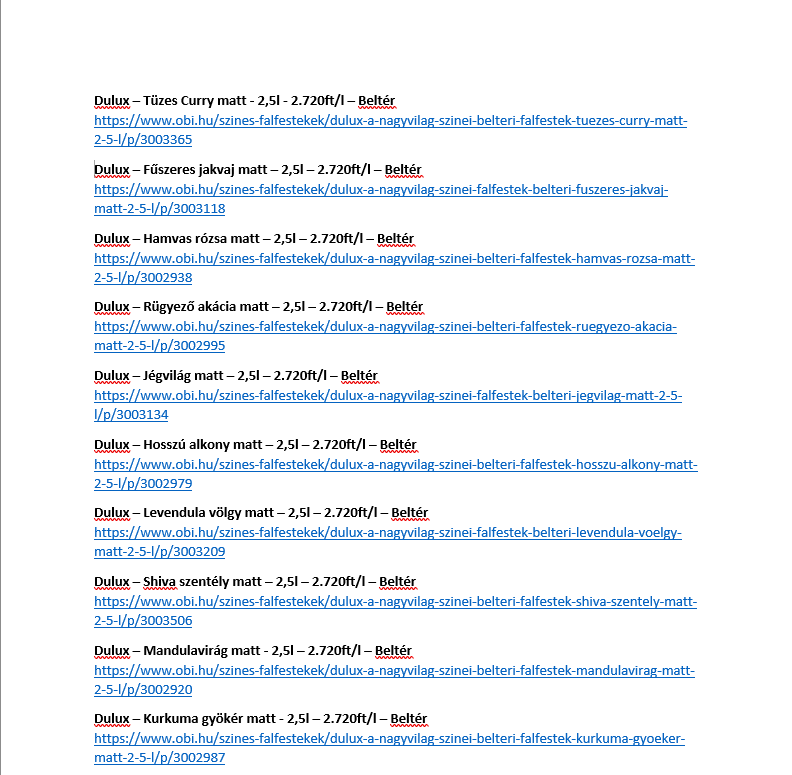 Dulux – Tüzes Curry matt - 2,5l - 2.720ft/l – Beltér
https://www.obi.hu/szines-falfestekek/dulux-a-nagyvilag-szinei-belteri-falfestek-tuezes-curry-matt-
2-5-l/p/3003365
Dulux – Fűszeres jakvaj matt – 2,5l – 2.720ft/l – Beltér
https://www.obi.hu/szines-falfestekek/dulux-a-nagyvilag-szinei-falfestek-belteri-fuszeres-jakvaj-
matt-2-5-l/p/3003118
Dulux – Hamvas rózsa matt – 2,5l – 2.720ft/l – Beltér
https://www.obi.hu/szines-falfestekek/dulux-a-nagyvilag-szinei-belteri-falfestek-hamvas-rozsa-matt-
2-5-l/p/3002938
Dulux – Rügyező akácia matt – 2,5l – 2.720ft/l – Beltér
https://www.obi.hu/szines-falfestekek/dulux-a-nagyvilag-szinei-belteri-falfestek-ruegyezo-akacia-
matt-2-5-l/p/3002995
Dulux – Jégvilág matt – 2,5l – 2.720ft/l – Beltér
https://www.obi.hu/szines-falfestekek/dulux-a-nagyvilag-szinei-falfestek-belteri-jegvilag-matt-2-5-
l/p/3003134
Dulux – Hosszú alkony matt – 2,5l – 2.720ft/l – Beltér
https://www.obi.hu/szines-falfestekek/dulux-a-nagyvilag-szinei-belteri-falfestek-hosszu-alkony-matt-
2-5-l/p/3002979
Dulux – Levendula völgy matt – 2,5l – 2.720ft/l – Beltér
https://www.obi.hu/szines-falfestekek/dulux-a-nagyvilag-szinei-falfestek-belteri-levendula-voelgy-
matt-2-5-l/p/3003209
Dulux – Shiva szentély matt – 2,5l – 2.720ft/l – Beltér
https://www.obi.hu/szines-falfestekek/dulux-a-nagyvilag-szinei-belteri-falfestek-shiva-szentely-matt-
2-5-l/p/3003506
Dulux – Mandulavirág matt - 2,5l – 2.720ft/l – Beltér
https://www.obi.hu/szines-falfestekek/dulux-a-nagyvilag-szinei-belteri-falfestek-mandulavirag-matt-
2-5-l/p/3002920
Dulux – Kurkuma gyökér matt - 2,5l – 2.720ft/l – Beltér
https://www.obi.hu/szines-falfestekek/dulux-a-nagyvilag-szinei-belteri-falfestek-kurkuma-gyoeker-
matt-2-5-l/p/3002987